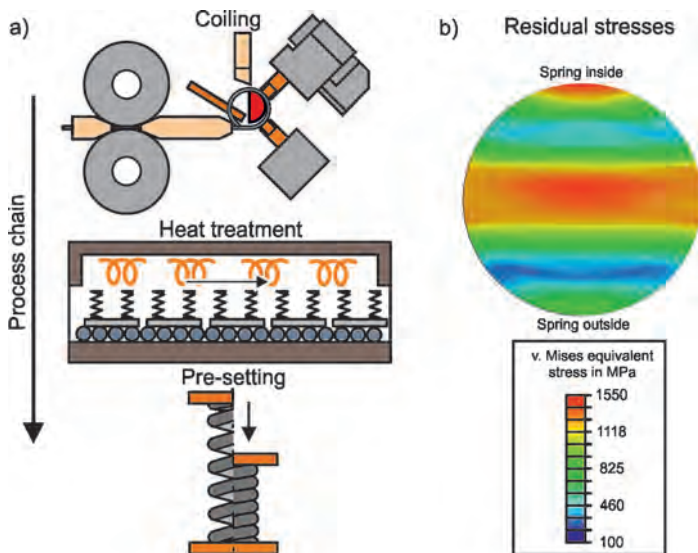 a)
Coiling
Process chain
Heat treatment
Pre-setting
b)
Residual stresses
Spring inside
Spring outside
v. Mises equivalent
stress in MPa
1550
1118
825
460
100